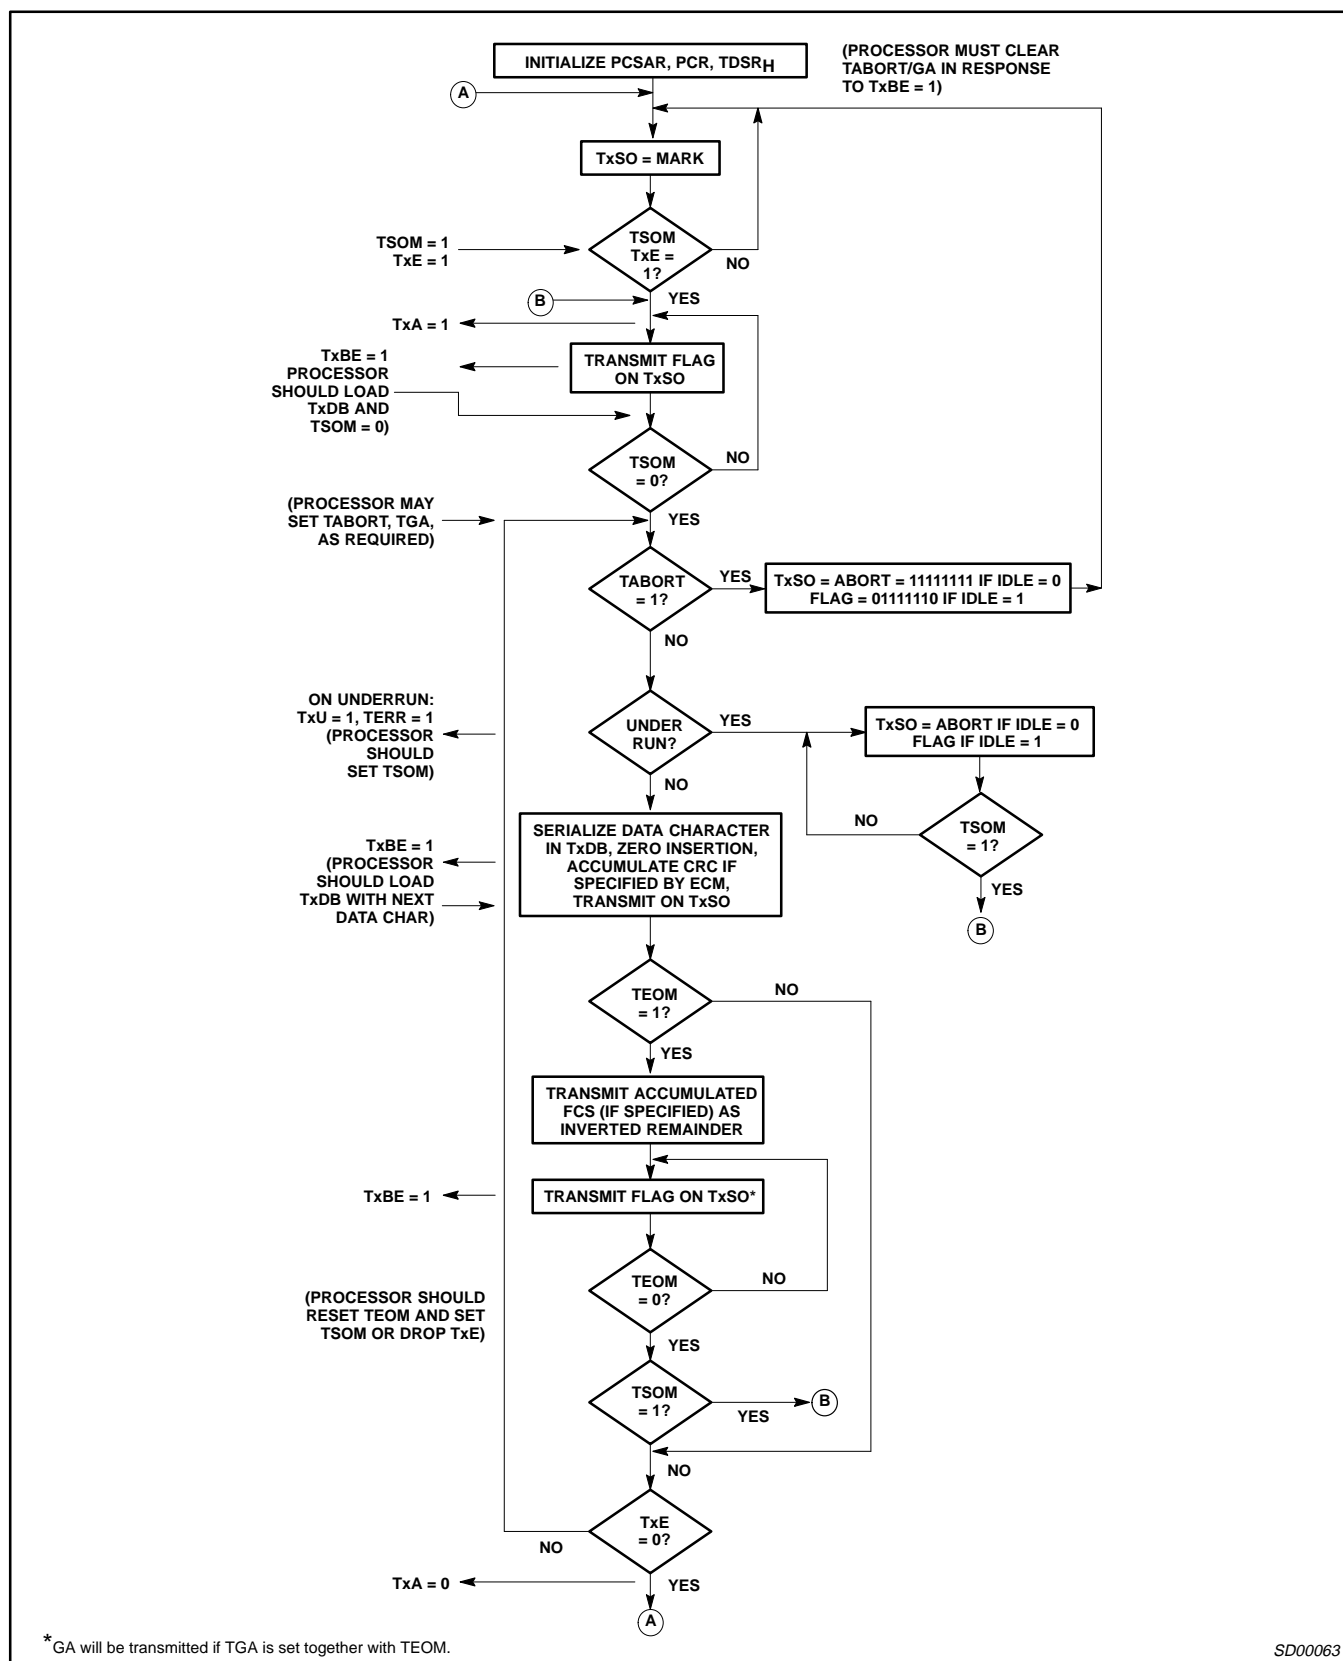 INITIALIZE PCSAR, PCR, TDSRH
(PROCESSOR MUST CLEAR
TABORT/GA IN RESPONSE
TO TxBE = 1)
A
TxSO = MARK
TSOM
TxE =
1?
TSOM = 1
TxE = 1
NO
B
YES
TxA = 1
TRANSMIT FLAG
ON TxSO
TxBE = 1
PROCESSOR
SHOULD LOAD
TxDB AND
TSOM = 0)
TSOM
= 0?
NO
YES
(PROCESSOR MAY
SET TABORT, TGA,
AS REQUIRED)
TABORT
= 1?
YES
TxSO = ABORT = 11111111 IF IDLE = 0
FLAG = 01111110 IF IDLE = 1
NO
ON UNDERRUN:
TxU = 1, TERR = 1
(PROCESSOR
SHOULD
SET TSOM)
UNDER
RUN?
YES
TxSO = ABORT IF IDLE = 0
FLAG IF IDLE = 1
NO
NO
TSOM
= 1?
YES
B
SERIALIZE DATA CHARACTER
IN TxDB, ZERO INSERTION,
ACCUMULATE CRC IF
SPECIFIED BY ECM,
TRANSMIT ON TxSO
TxBE = 1
(PROCESSOR
SHOULD LOAD
TxDB WITH NEXT
DATA CHAR)
TEOM
= 1?
NO
YES
TRANSMIT ACCUMULATED
FCS (IF SPECIFIED) AS
INVERTED REMAINDER
TRANSMIT FLAG ON TxSO*
TxBE = 1
TEOM
= 0?
NO
(PROCESSOR SHOULD
RESET TEOM AND SET
TSOM OR DROP TxE)
YES
TSOM
= 1?
YES
B
NO
TxE
= 0?
NO
YES
TxA = 0
A
*GA will be transmitted if TGA is set together with TEOM.
SD00063